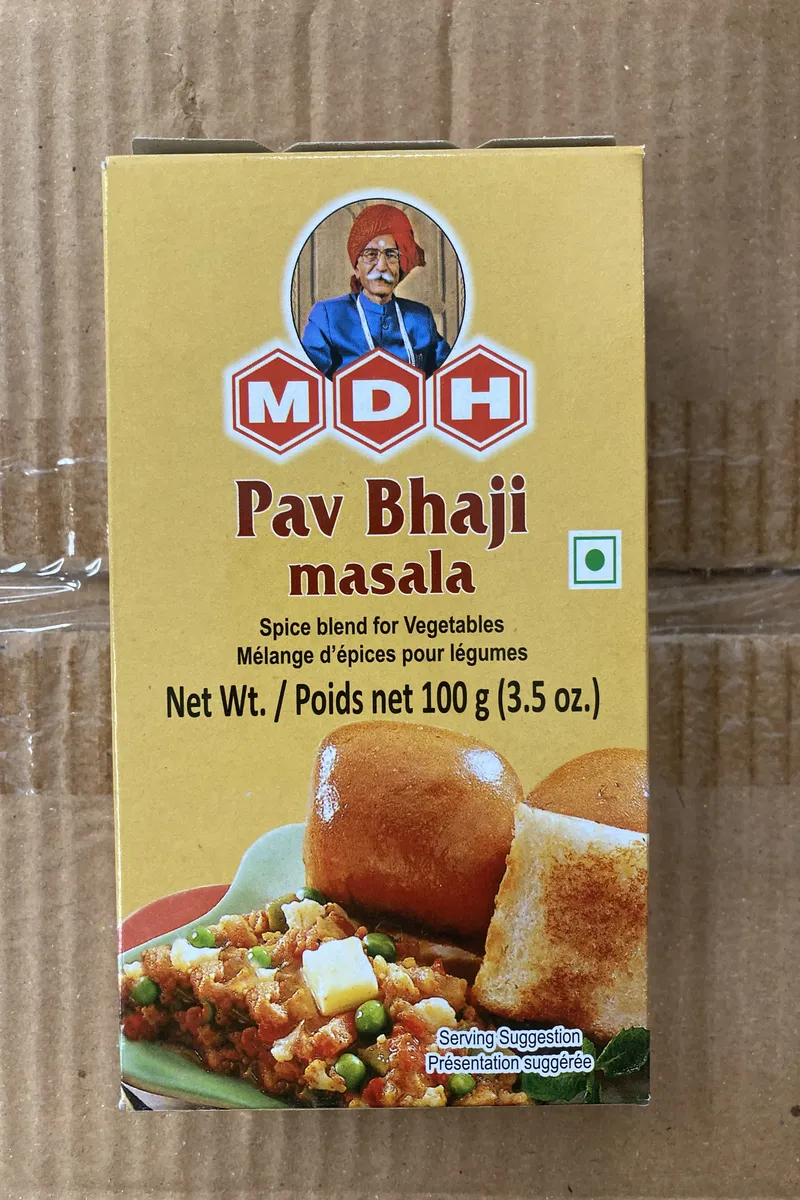 MDH
Pav Bhaji
masala
Spice blend for Vegetables
Mélange d'épices pour légumes
Net Wt. / Poids net 100 g (3.5 oz.)
Serving Suggestion
Présentation suggérée